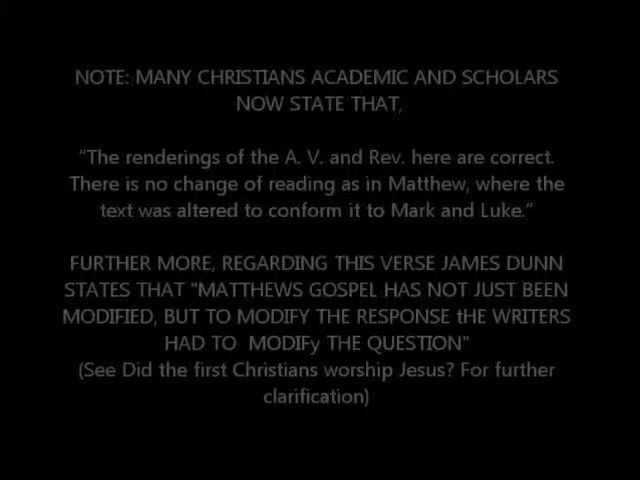 NOTE: MANY CHRISTIANS ACADEMIC AND SCHOLARS
NOW STATE THAT,
“The renderings of the A. V. and Rev. here are correct.
There is no change of reading as in Matthew, where the
text was altered to conform it to Mark and Luke.”
FURTHER MORE, REGARDING THIS VERSE JAMES DUNN
STATES THAT "MATTHEWS GOSPEL HAS NOT JUST BEEN
MODIFIED, BUT TO MODIFY THE RESPONSE tHE WRITERS
HAD TO  MODIFy THE QUESTION"
(See Did the first Christians worship Jesus? For further
clarification)